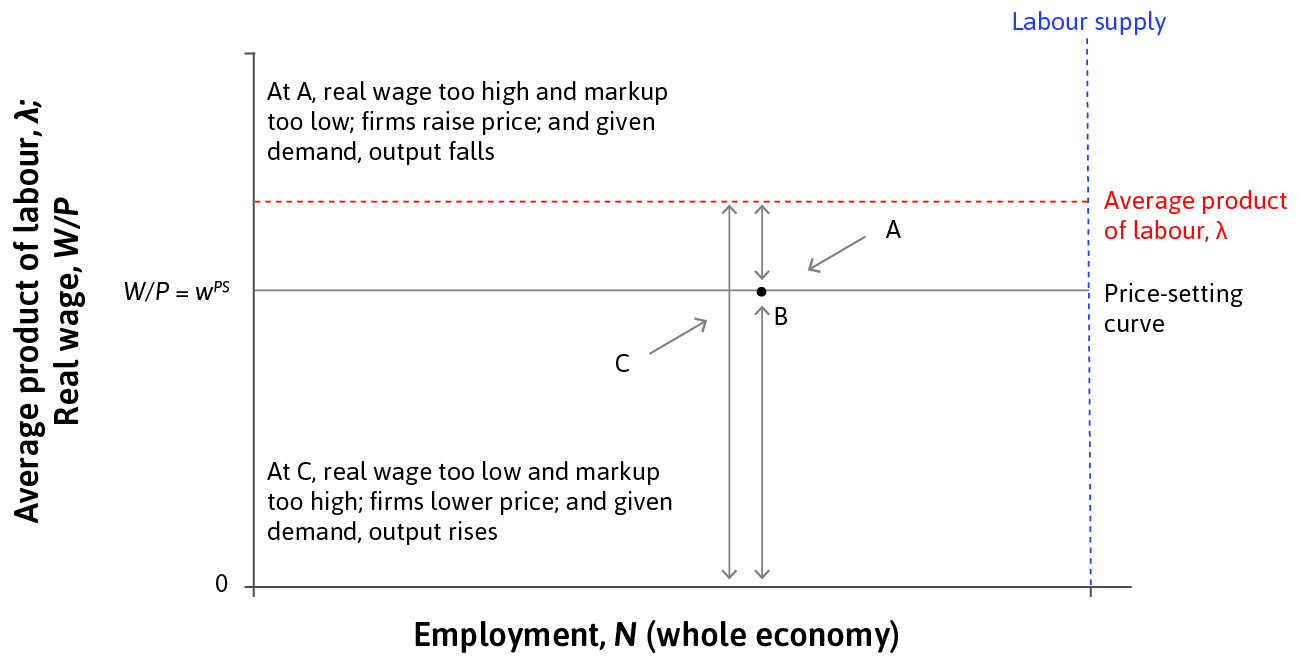 Labour supply
Average product of labour, λ;
Real wage, W/P
At A, real wage too high and markup
too low; firms raise price; and given
demand, output falls
Average product
of labour, λ
A
W/P = wPS
Price-setting
curve
B
C
At C, real wage too low and markup
too high; firms lower price; and given
demand, output rises
0
Employment, N (whole economy)